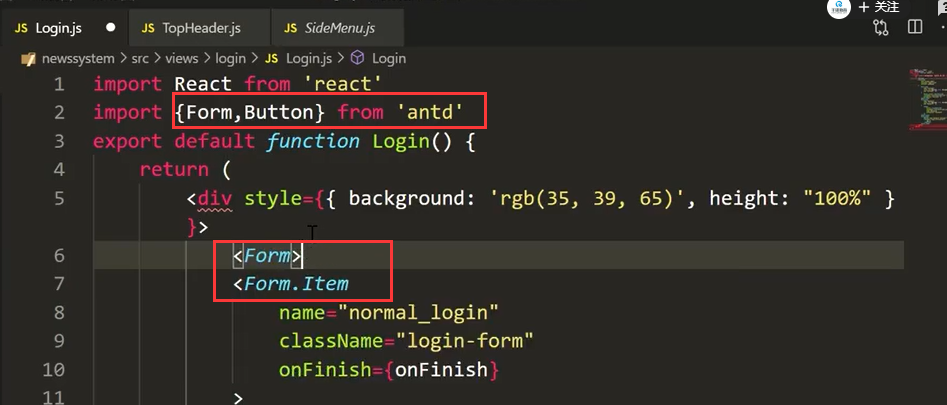 + 关注
JS Login.js ● JS TopHeader.js JS SideMenu.js
newssystem > src > views > login > JS Login.js > Login
1 import React from 'react'
2 import {Form,Button} from 'antd'
3 export default function Login() {
4 return (
5 <div style={{ background: 'rgb(35, 39, 65)', height: "100%" }
}>
6 <Form>
7 <Form.Item
8 name="normal_login"
9 className="login-form"
10 onFinish={onFinish}
11 >